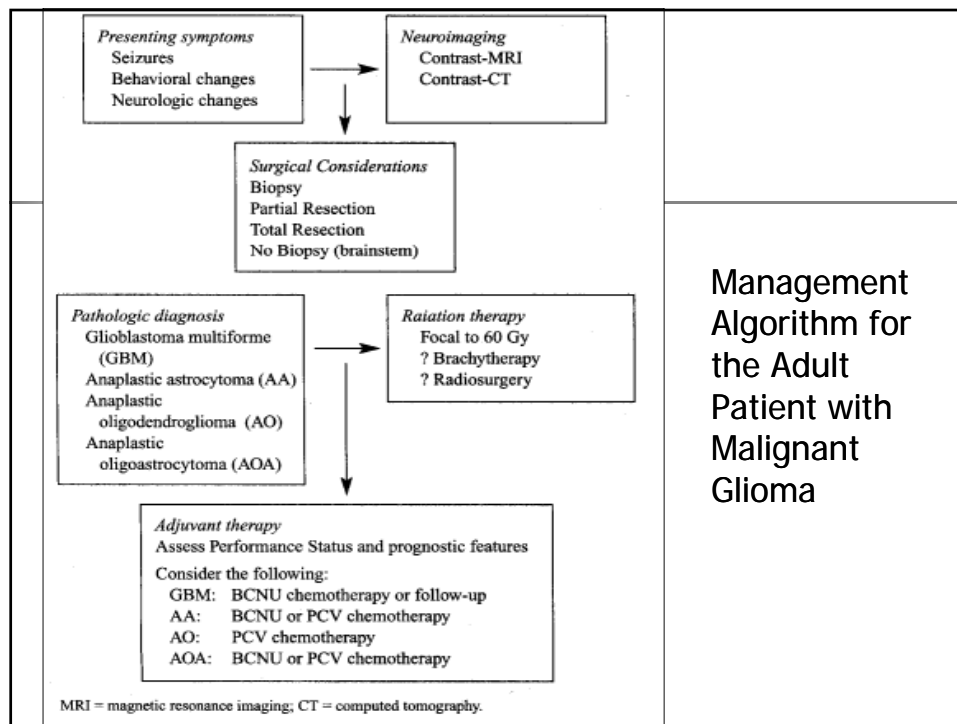 Presenting symptoms
Seizures
Behavioral changes
Neurologic changes
Neuroimaging
Contrast-MRI
Contrast-CT
Surgical Considerations
Biopsy
Partial Resection
Total Resection
No Biopsy (brainstem)
Pathologic diagnosis
Glioblastoma multiforme
(GBM)
Anaplastic astrocytoma (AA)
Anaplastic
oligodendroglioma (AO)
Anaplastic
oligoastrocytoma (AOA)
Raiation therapy
Focal to 60 Gy
? Brachytherapy
? Radiosurgery
Adjuvant therapy
Assess Performance Status and prognostic features
Consider the following:
GBM: BCNU chemotherapy or follow-up
AA: BCNU or PCV chemotherapy
AO: PCV chemotherapy
AOA: BCNU or PCV chemotherapy
MRI = magnetic resonance imaging; CT = computed tomography.
Management
Algorithm for
the Adult
Patient with
Malignant
Glioma